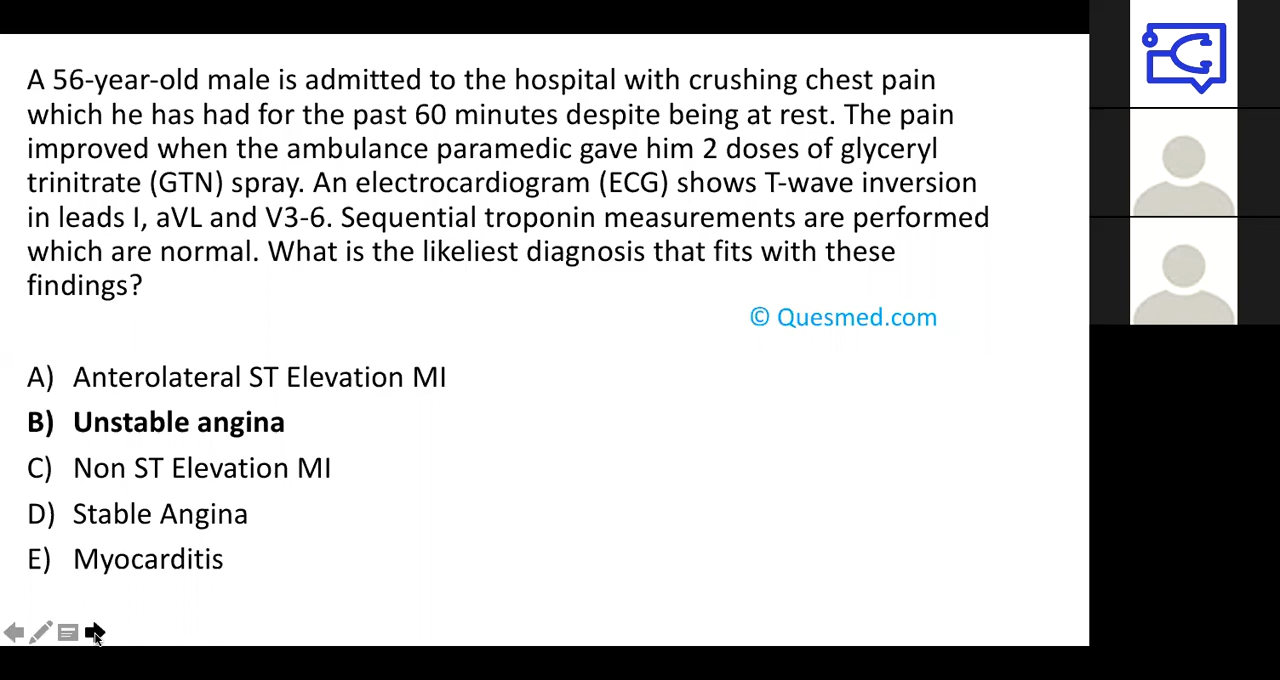 A 56-year-old male is admitted to the hospital with crushing chest pain
which he has had for the past 60 minutes despite being at rest. The pain
improved when the ambulance paramedic gave him 2 doses of glyceryl
trinitrate (GTN) spray. An electrocardiogram (ECG) shows T-wave inversion
in leads I, aVL and V3-6. Sequential troponin measurements are performed
which are normal. What is the likeliest diagnosis that fits with these
findings?
© Quesmed.com
A) Anterolateral ST Elevation MI
B) Unstable angina
C) Non ST Elevation MI
D) Stable Angina
E) Myocarditis